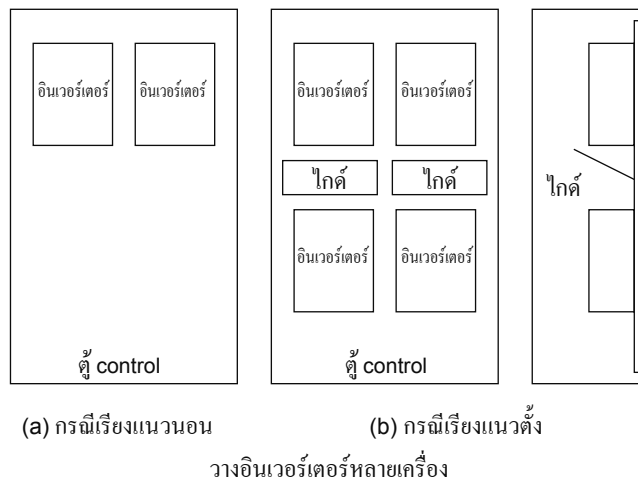 อินเวอร์เตอร์ อินเวอร์เตอร์
อินเวอร์เตอร์ อินเวอร์เตอร์
ไกด์ ไกด์
ไกด์
อินเวอร์เตอร์ อินเวอร์เตอร์
ตู้ control
ตู้ control
(a) กรณีเรียงแนวนอน
(b) กรณีเรียงแนวตั้ง
วางอินเวอร์เตอร์หลายเครื่อง